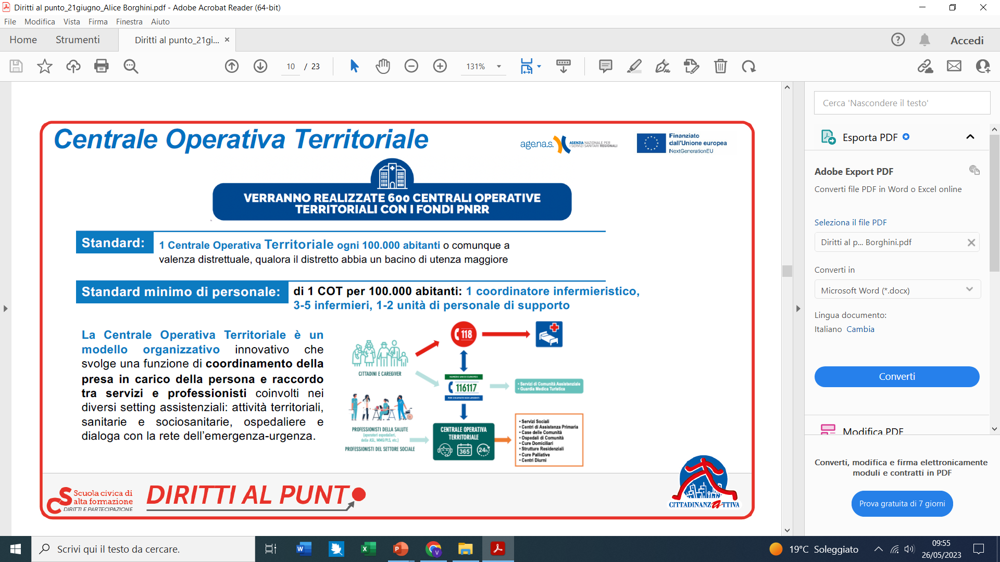 Diritti al punto_21giugno_Alice Borghini.pdf - Adobe Acrobat Reader (64-bit)
File Modifica Vista Firma Finestra Aiuto
Home Strumenti Diritti al punto_21gi... × Accedi
10 / 23 131%
Centrale Operativa Territoriale
age.na.s. AGENZIA NAZIONALE PER
I SERVIZI SANITARI REGIONALI
Finanziato
dall'Unione europea
NextGenerationEU
VERRANNO REALIZZATE 600 CENTRALI OPERATIVE
TERRITORIALI CON I FONDI PNRR
Standard: 1 Centrale Operativa Territoriale ogni 100.000 abitanti o comunque a
valenza distrettuale, qualora il distretto abbia un bacino di utenza maggiore
Standard minimo di personale: di 1 COT per 100.000 abitanti: 1 coordinatore infermieristico,
3-5 infermieri, 1-2 unità di personale di supporto
La Centrale Operativa Territoriale è un
modello organizzativo innovativo che
svolge una funzione di coordinamento della
presa in carico della persona e raccordo
tra servizi e professionisti coinvolti nei
diversi setting assistenziali: attività territoriali,
sanitarie e sociosanitarie, ospedaliere e
dialoga con la rete dell'emergenza-urgenza.
118
CITTADINI E CAREGIVER
NUMERO UNICO EUROPEO
116117
PER CHIAMATE NON URGENTI
• Servizi di Comunità Assistenziale
• Guardia Medica Turistica
PROFESSIONISTI DELLA SALUTE
(operatori ospedalieri,
delle ASL, MMG/PLS, etc.)
PROFESSIONISTI DEL SETTORE SOCIALE
CENTRALE OPERATIVA
TERRITORIALE
365 24h
• Servizi Sociali
• Centri di Assistenza Primaria
• Case delle Comunità
• Ospedali di Comunità
• Cure Domiciliari
• Strutture Residenziali
• Cure Palliative
• Centri Diurni
CS Scuola civica di
alta formazione
DIRITTI E PARTECIPAZIONE
DIRITTI AL PUNTO
CITTADINANZATTIVA
Cerca 'Nascondere il testo'
Esporta PDF
Adobe Export PDF
Converti file PDF in Word o Excel online
Seleziona il file PDF
Diritti al p... Borghini.pdf
Converti in
Microsoft Word (*.docx)
Lingua documento:
Italiano Cambia
Converti
Modifica PDF
Converti, modifica e firma elettronicamente
moduli e contratti in PDF
Prova gratuita di 7 giorni
Scrivi qui il testo da cercare.
19°C Soleggiato
09:55
26/05/2023